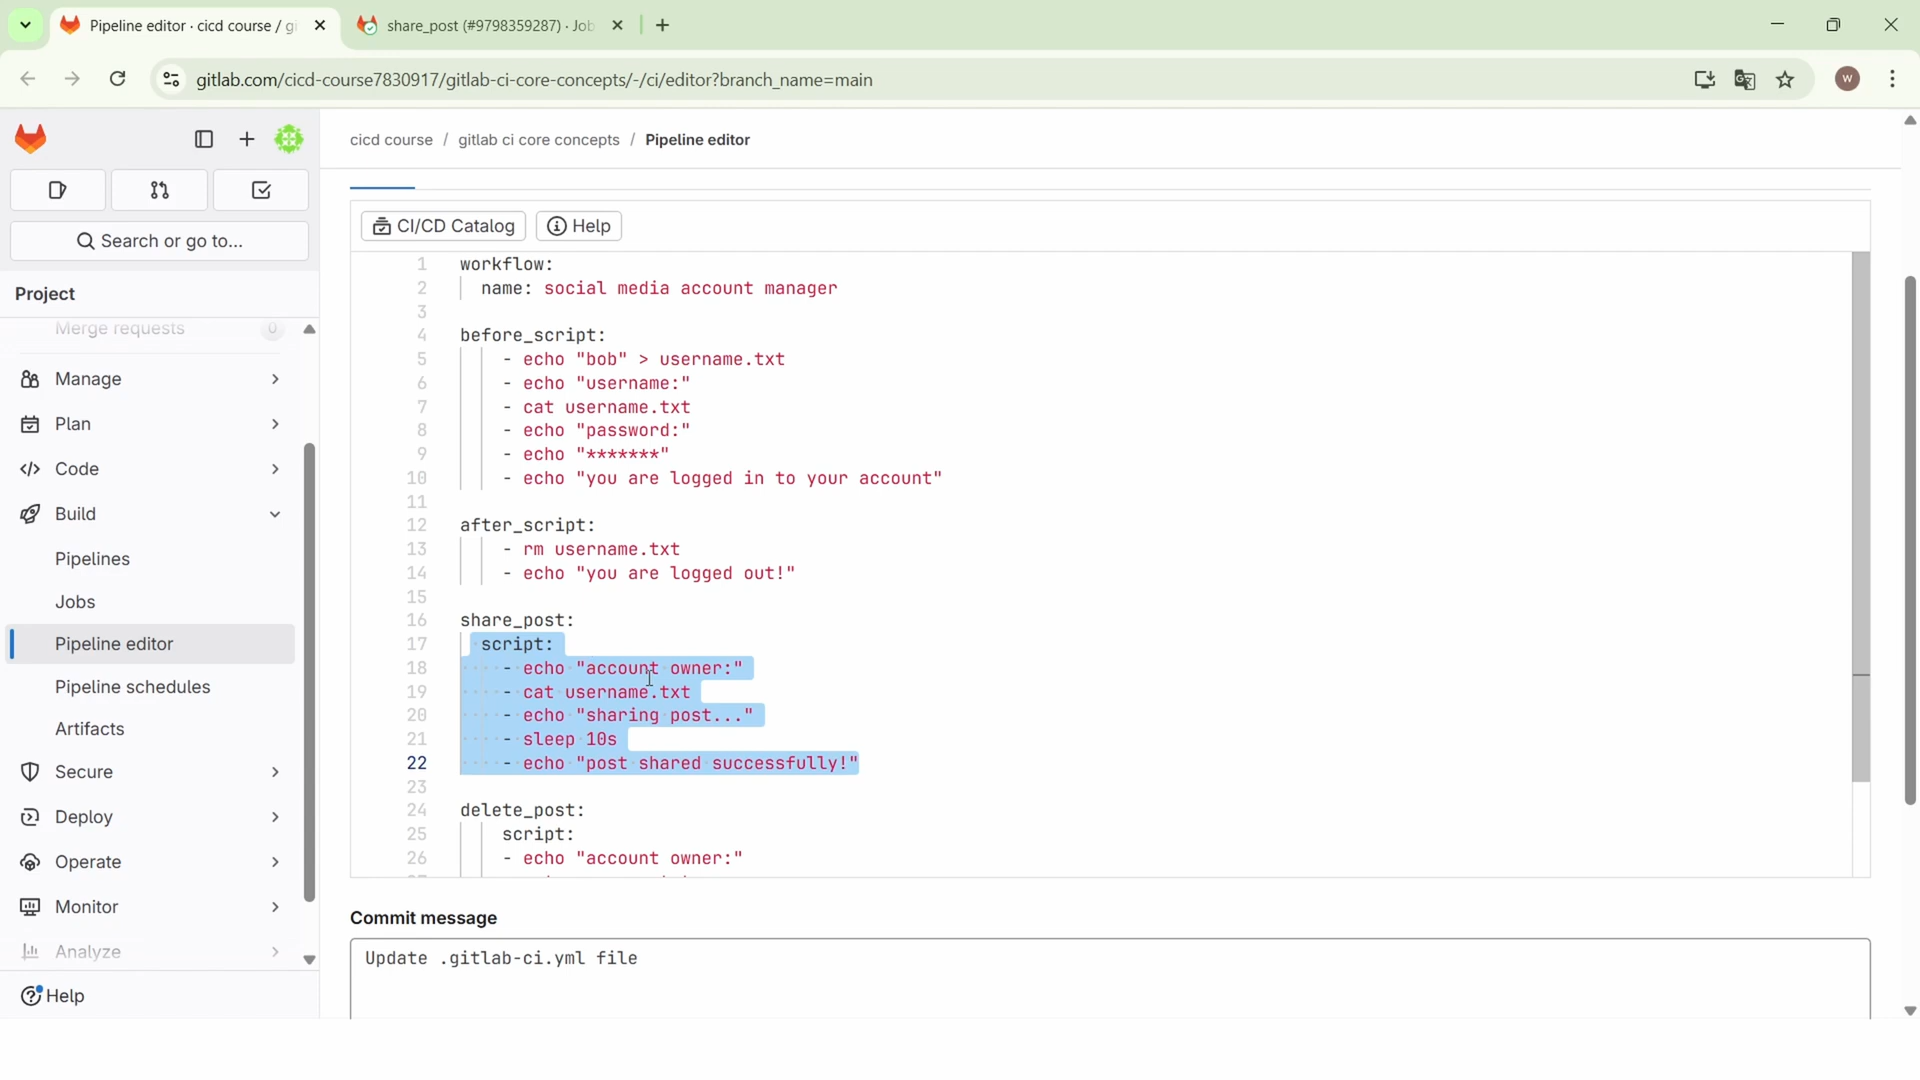 Pipeline editor · cicd course / gi
share_post (#9798359287) · Job
gitlab.com/cicd-course7830917/gitlab-ci-core-concepts/-/ci/editor?branch_name=main
W
cicd course / gitlab ci core concepts / Pipeline editor
Search or go to...
Project
Merge requests 0
Manage
Plan
Code
Build
Pipelines
Jobs
Pipeline editor
Pipeline schedules
Artifacts
Secure
Deploy
Operate
Monitor
Analyze
Help
CI/CD Catalog
Help
1 workflow:
2 name: social media account manager
3
4 before_script:
5 - echo "bob" > username.txt
6 - echo "username:"
7 - cat username.txt
8 - echo "password:"
9 - echo "*******"
10 - echo "you are logged in to your account"
11
12 after_script:
13 - rm username.txt
14 - echo "you are logged out!"
15
16 share_post:
17 script:
18 - echo "account owner:"
19 - cat username.txt
20 - echo "sharing post..."
21 - sleep 10s
22 - echo "post shared successfully!"
23
24 delete_post:
25 script:
26 - echo "account owner:"
Commit message
Update .gitlab-ci.yml file